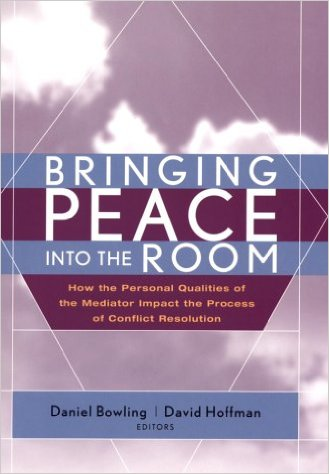 BRINGING
PEACE
INTO THE ROOM
How the Personal Qualities of
the Mediator Impact the Process
of Conflict Resolution
Daniel Bowling | David Hoffman
EDITORS